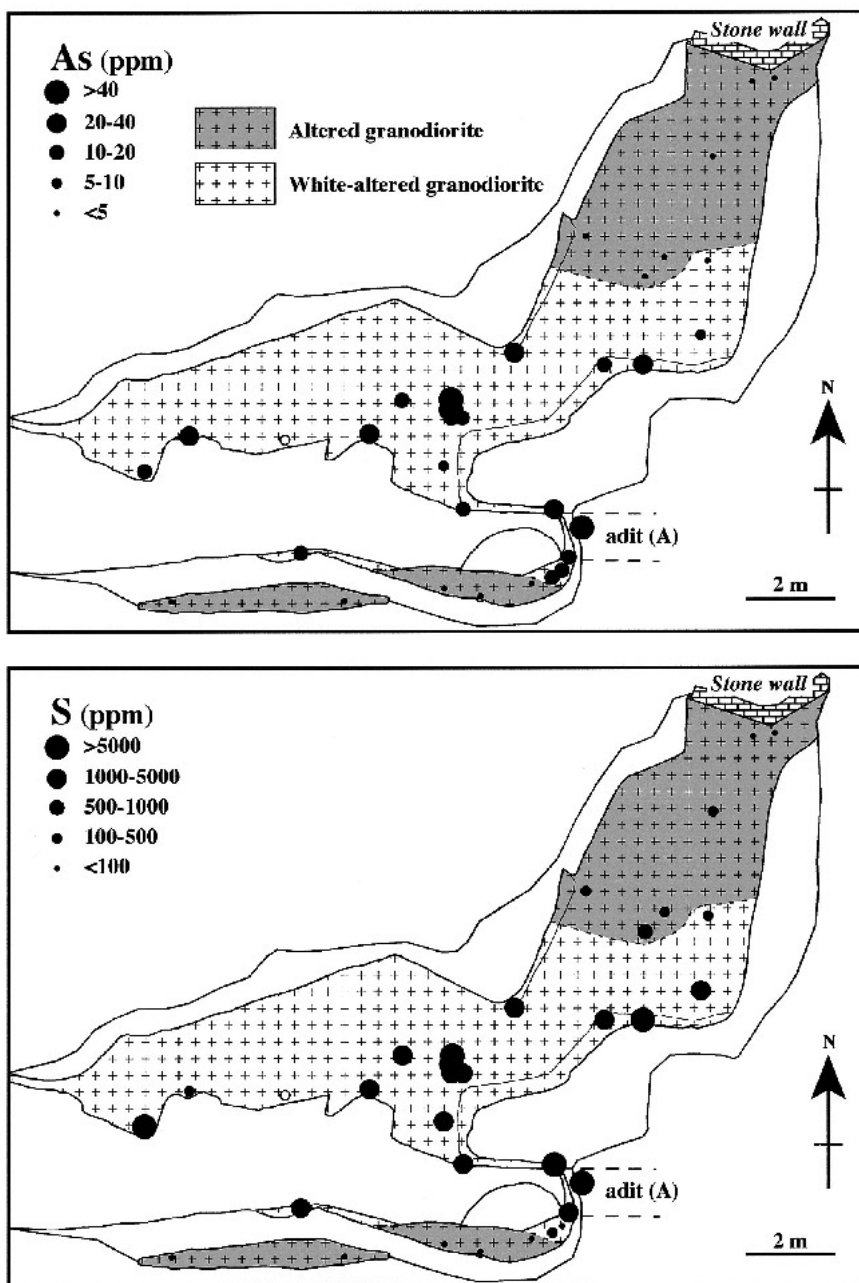 Stone wall
As (ppm)
>40
20-40
10-20
5-10
<5
Altered granodiorite
White-altered granodiorite
N
adit (A)
2 m
Stone wall
S (ppm)
>5000
1000-5000
500-1000
100-500
<100
N
adit (A)
2 m